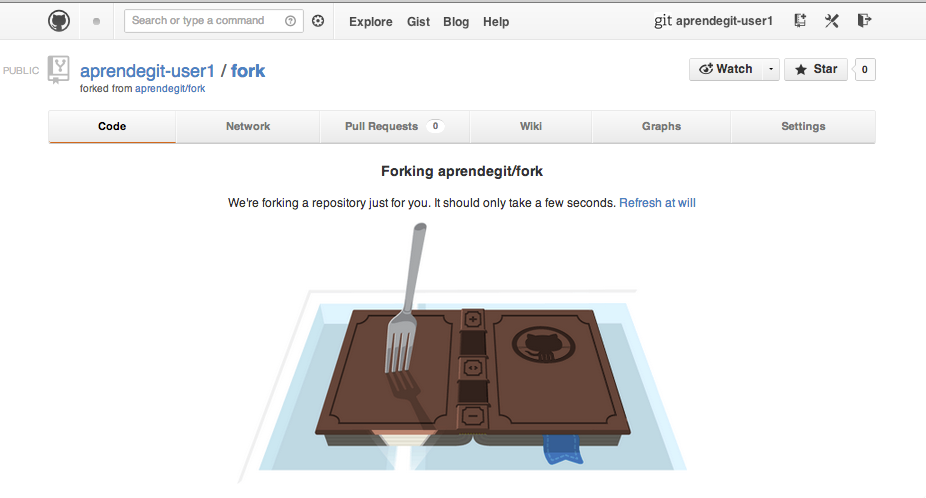 Search or type a command
Explore Gist Blog Help
git aprendegit-user1
PUBLIC
aprendegit-user1 / fork
forked from aprendegit/fork
Watch
Star 0
Code Network Pull Requests 0 Wiki Graphs Settings
Forking aprendegit/fork
We're forking a repository just for you. It should only take a few seconds. Refresh at will